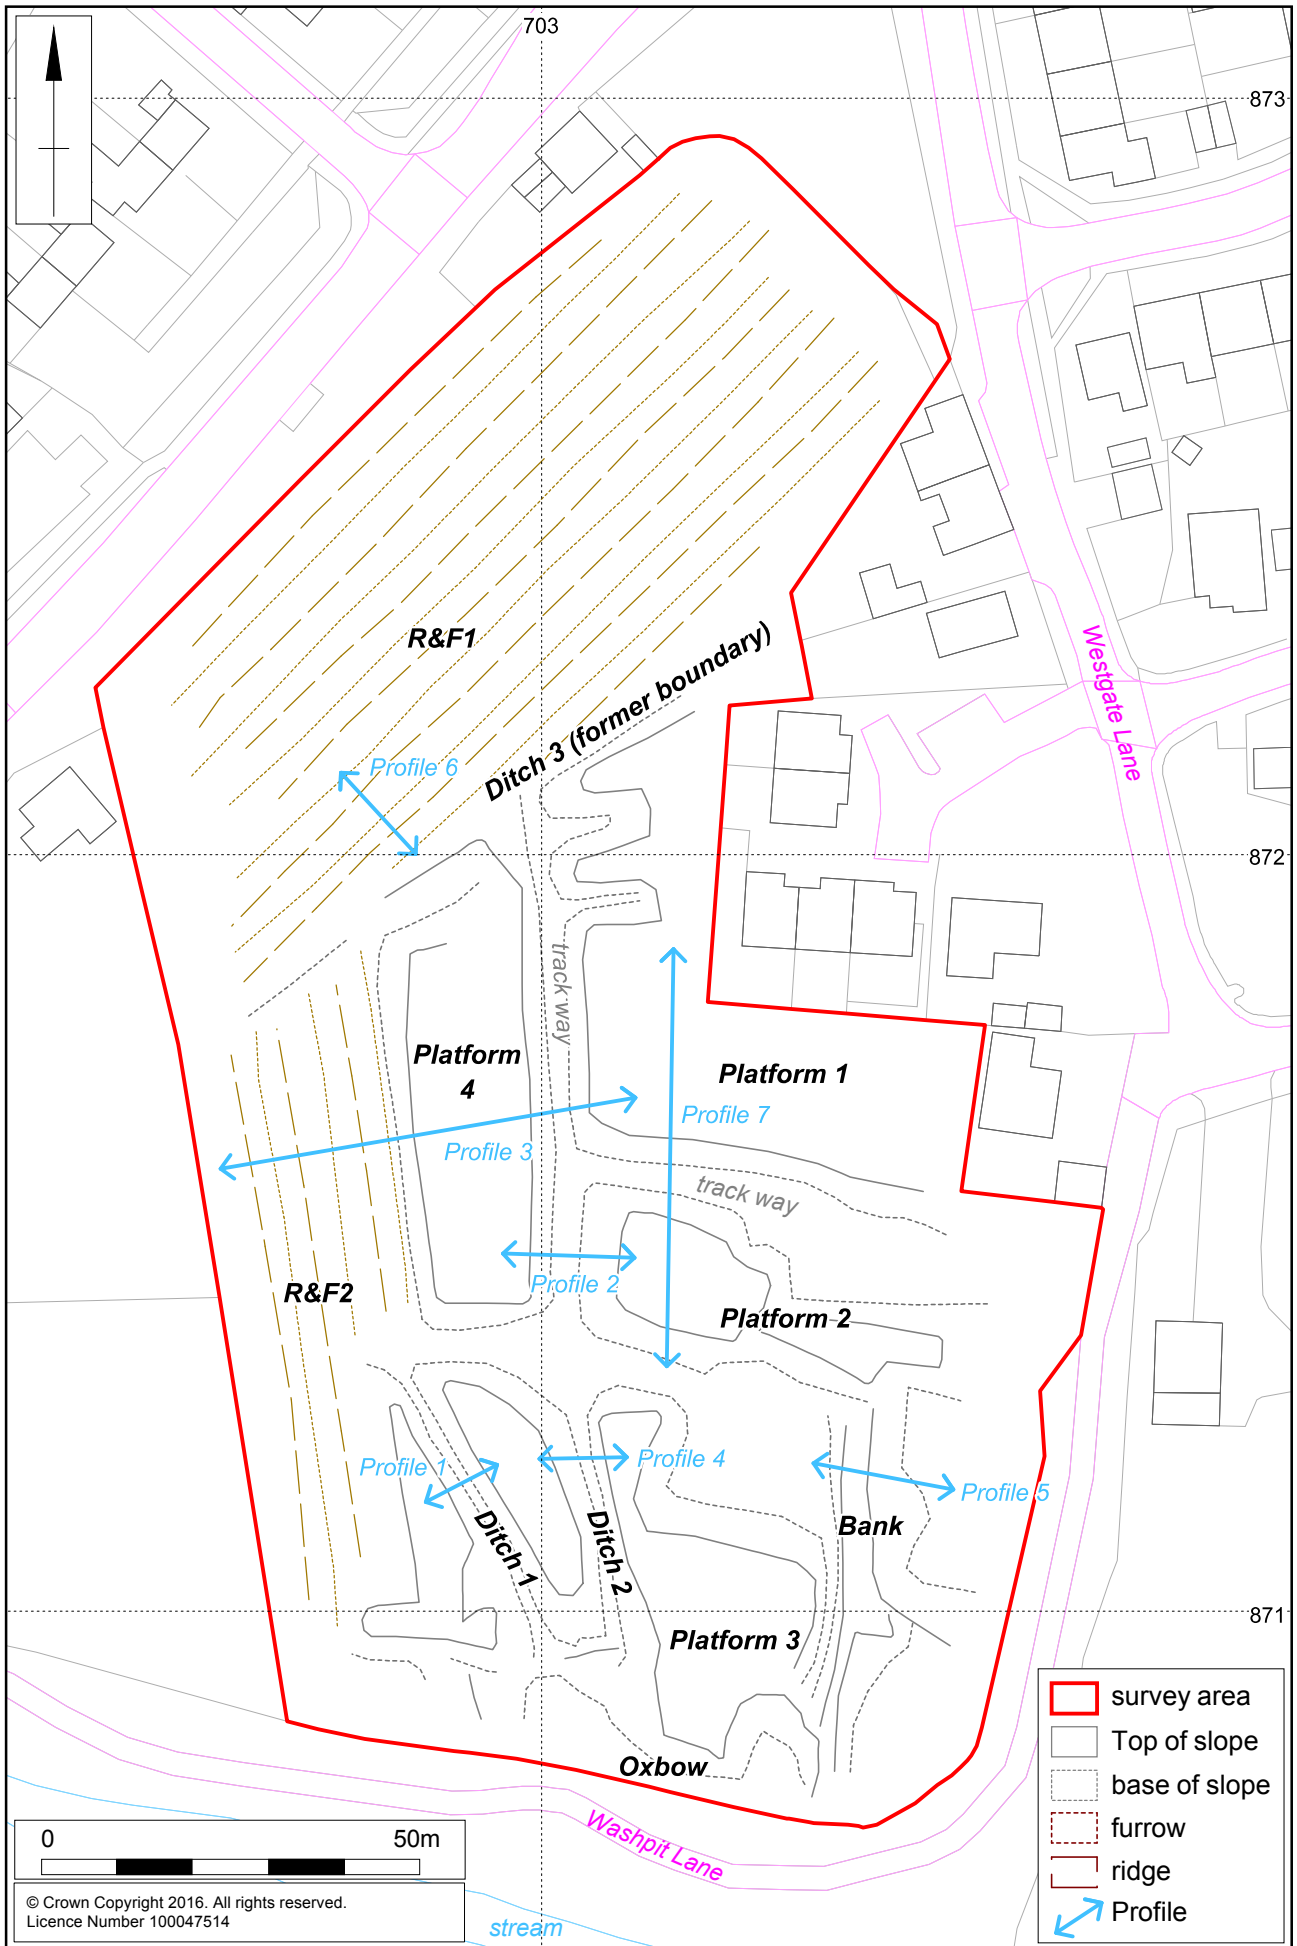 703
873
R&F1
Ditch 3 (former boundary)
Westgate Lane
Profile 6
872
track way
Platform
4
Platform 1
Profile 7
Profile 3
track way
Profile 2
R&F2
Platform 2
Profile 1
Profile 4
Profile 5
Ditch 1
Ditch 2
Bank
871
Platform 3
Oxbow
Washpit Lane
stream
survey area
Top of slope
base of slope
furrow
ridge
Profile
0 50m
© Crown Copyright 2016. All rights reserved.
Licence Number 100047514